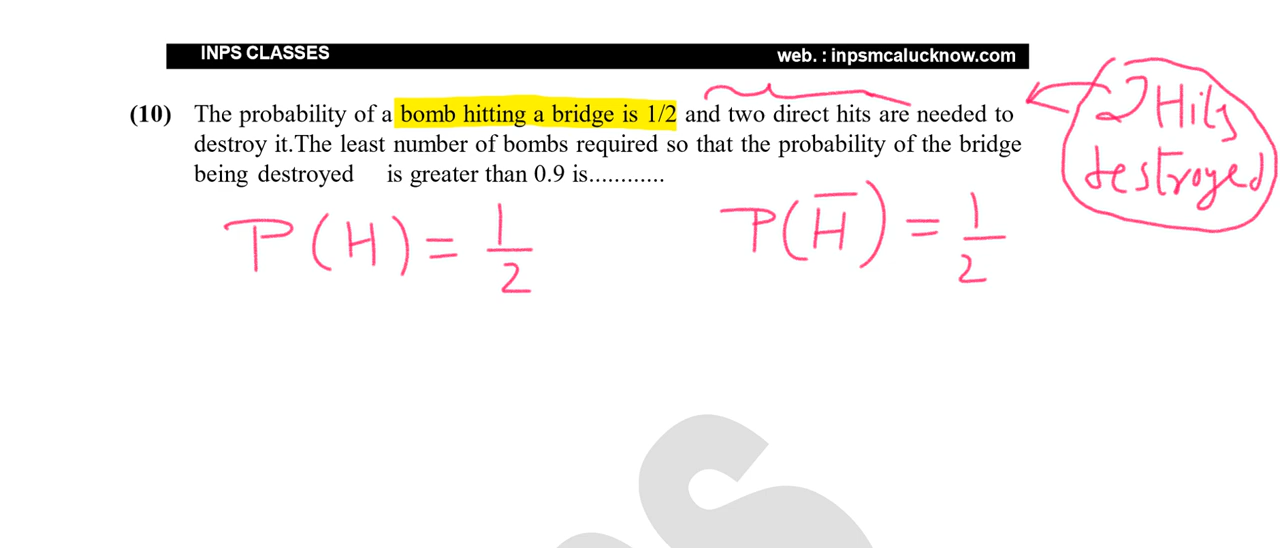 INPS CLASSES web. : inpsmcalucknow.com
(10) The probability of a bomb hitting a bridge is 1/2 and two direct hits are needed to
destroy it.The least number of bombs required so that the probability of the bridge
being destroyed is greater than 0.9 is............
2 Hits
destroyed
P(H) = 1/2
P(H̅) = 1/2
S